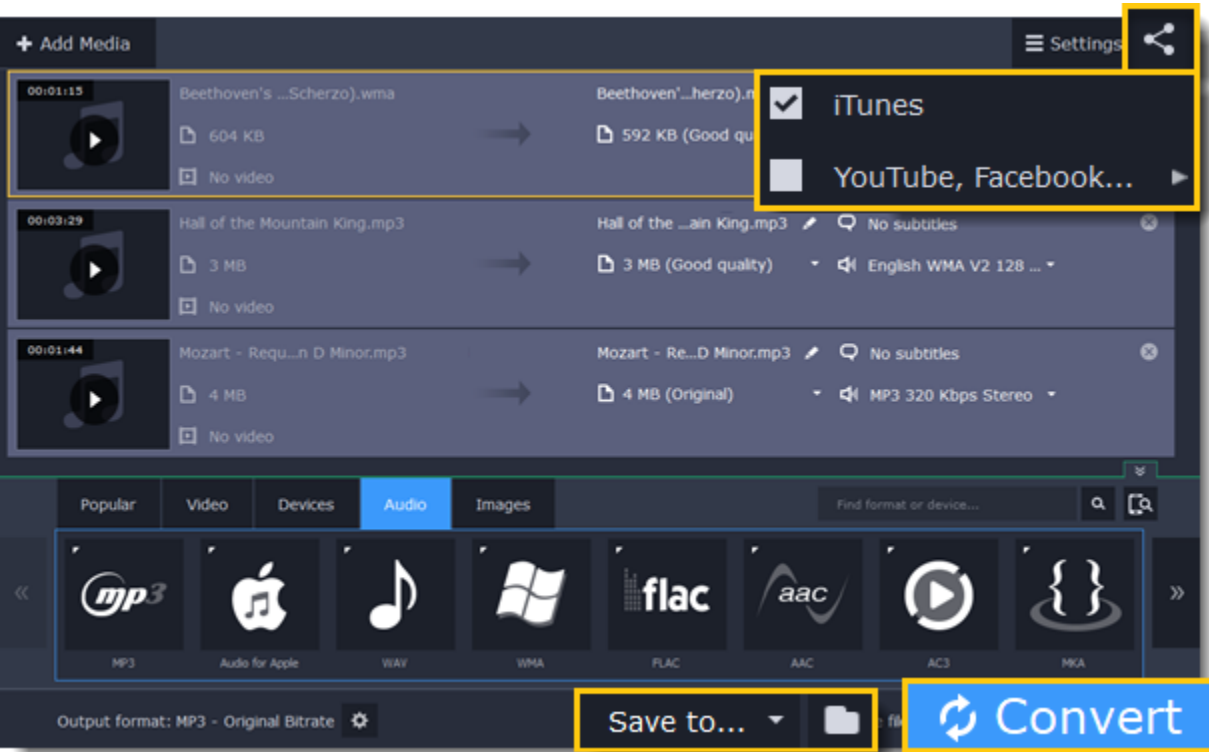 Add Media
Settings
iTunes
YouTube, Facebook...
00:01:15
Beethoven's ...Scherzo).wma
Beethoven'...herzo).n
604 KB
592 KB (Good qu
No video
00:03:29
Hall of the Mountain King.mp3
Hall of the ...ain King.mp3
No subtitles
3 MB
3 MB (Good quality)
English WMA V2 128 ...
No video
00:01:44
Mozart - Requ...n D Minor.mp3
Mozart - Re...D Minor.mp3
No subtitles
4 MB
4 MB (Original)
MP3 320 Kbps Stereo
No video
Popular
Video
Devices
Audio
Images
Find format or device...
mp3
flac
aac
{ }
MP3
Audio for Apple
WAV
WMA
FLAC
AAC
AC3
MKA
Output format: MP3 - Original Bitrate
Save to...
Convert